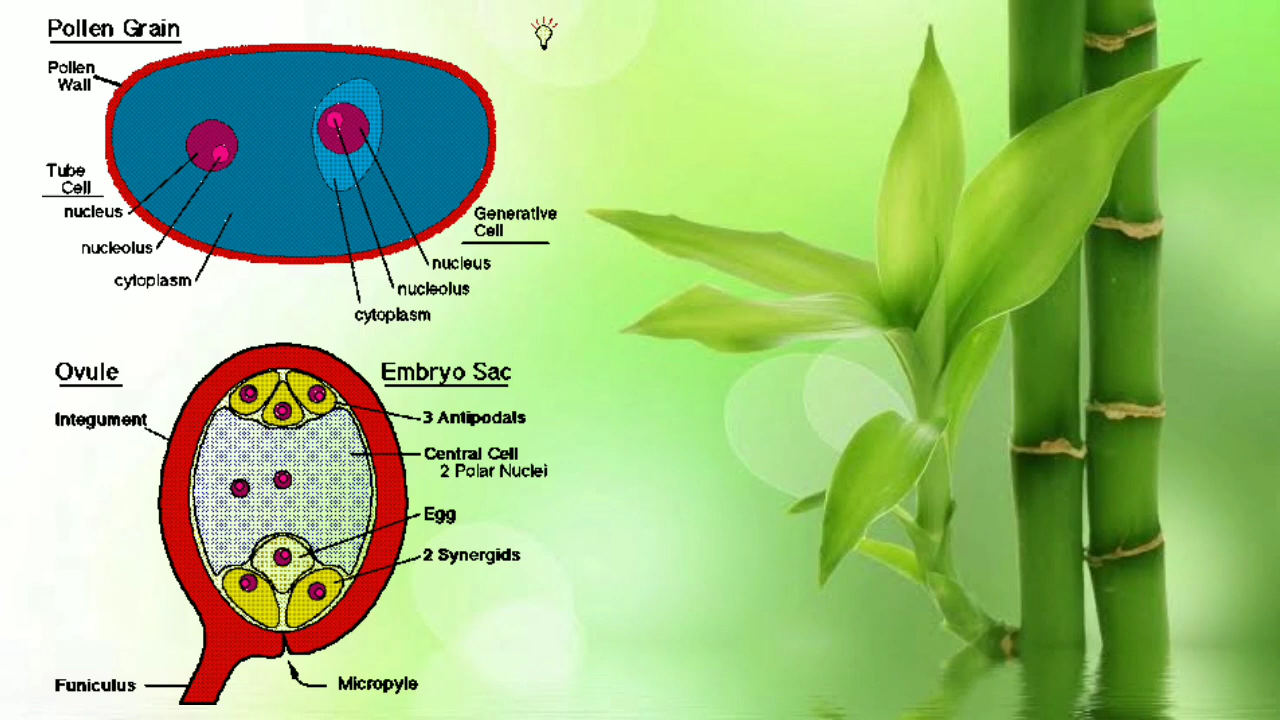 Pollen Grain
Pollen
Wall
Tube
Cell
nucleus
nucleolus
cytoplasm
Generative
Cell
nucleus
nucleolus
cytoplasm
Ovule
Embryo Sac
Integument
3 Antipodals
Central Cell
2 Polar Nuclei
Egg
2 Synergids
Funiculus
Micropyle